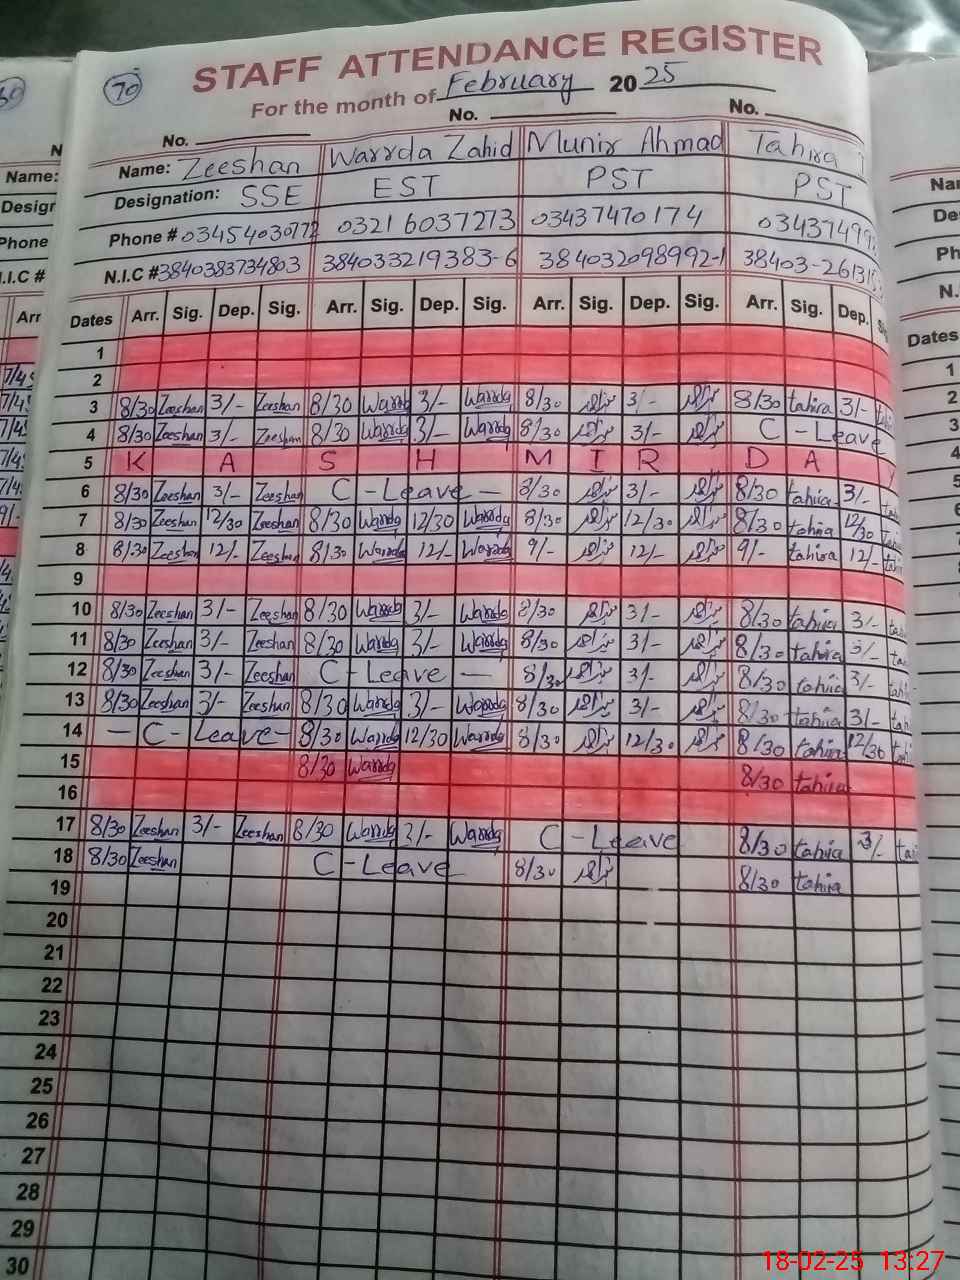 70
STAFF ATTENDANCE REGISTER
For the month of February 2025
No. No. No.
Name: Zeeshan Warrda Zahid Munir Ahmad Tahira
Designation: SSE EST PST PST
Phone # 03454030772 03216037273 03437470174 034374992
N.I.C # 3840383734803 384033219383-6 384032098992-1 38403-261315
Dates Arr. Sig. Dep. Sig. Arr. Sig. Dep. Sig. Arr. Sig. Dep. Sig. Arr. Sig. Dep.
1
2
3 8/30 Zeeshan 3/- Zeeshan 8/30 Warrda 3/- Warrda 8/30 3/- 8/30 tahira 3/-
4 8/30 Zeeshan 3/- Zeeshan 8/30 Warrda 3/- Warrda 8/30 3/- C - Leave
5 K A S H M I R D A Y
6 8/30 Zeeshan 3/- Zeeshan C - Leave - 8/30 3/- 8/30 tahira 3/-
7 8/30 Zeeshan 12/30 Zeeshan 8/30 Warrda 12/30 Warrda 8/30 12/30 8/30 tahira 12/30
8 8/30 Zeeshan 12/- Zeeshan 8/30 Warrda 12/- Warrda 9/- 12/- 9/- tahira 12/-
9
10 8/30 Zeeshan 3/- Zeeshan 8/30 Warrda 3/- Warrda 8/30 3/- 8/30 tahira 3/-
11 8/30 Zeeshan 3/- Zeeshan 8/30 Warrda 3/- Warrda 8/30 3/- 8/30 tahira 3/-
12 8/30 Zeeshan 3/- Zeeshan C - Leave - 8/30 3/- 8/30 tahira 3/-
13 8/30 Zeeshan 3/- Zeeshan 8/30 Warrda 3/- Warrda 8/30 3/- 8/30 tahira 3/-
14 - C - Leave - 8/30 Warrda 12/30 Warrda 8/30 12/30 8/30 tahira 12/30
15 8/30 Warrda 8/30 tahira
16
17 8/30 Zeeshan 3/- Zeeshan 8/30 Warrda 3/- Warrda C - Leave 8/30 tahira 3/-
18 8/30 Zeeshan C - Leave 8/30 8/30 tahira
19
20
21
22
23
24
25
26
27
28
29
30
18-02-25 13:27